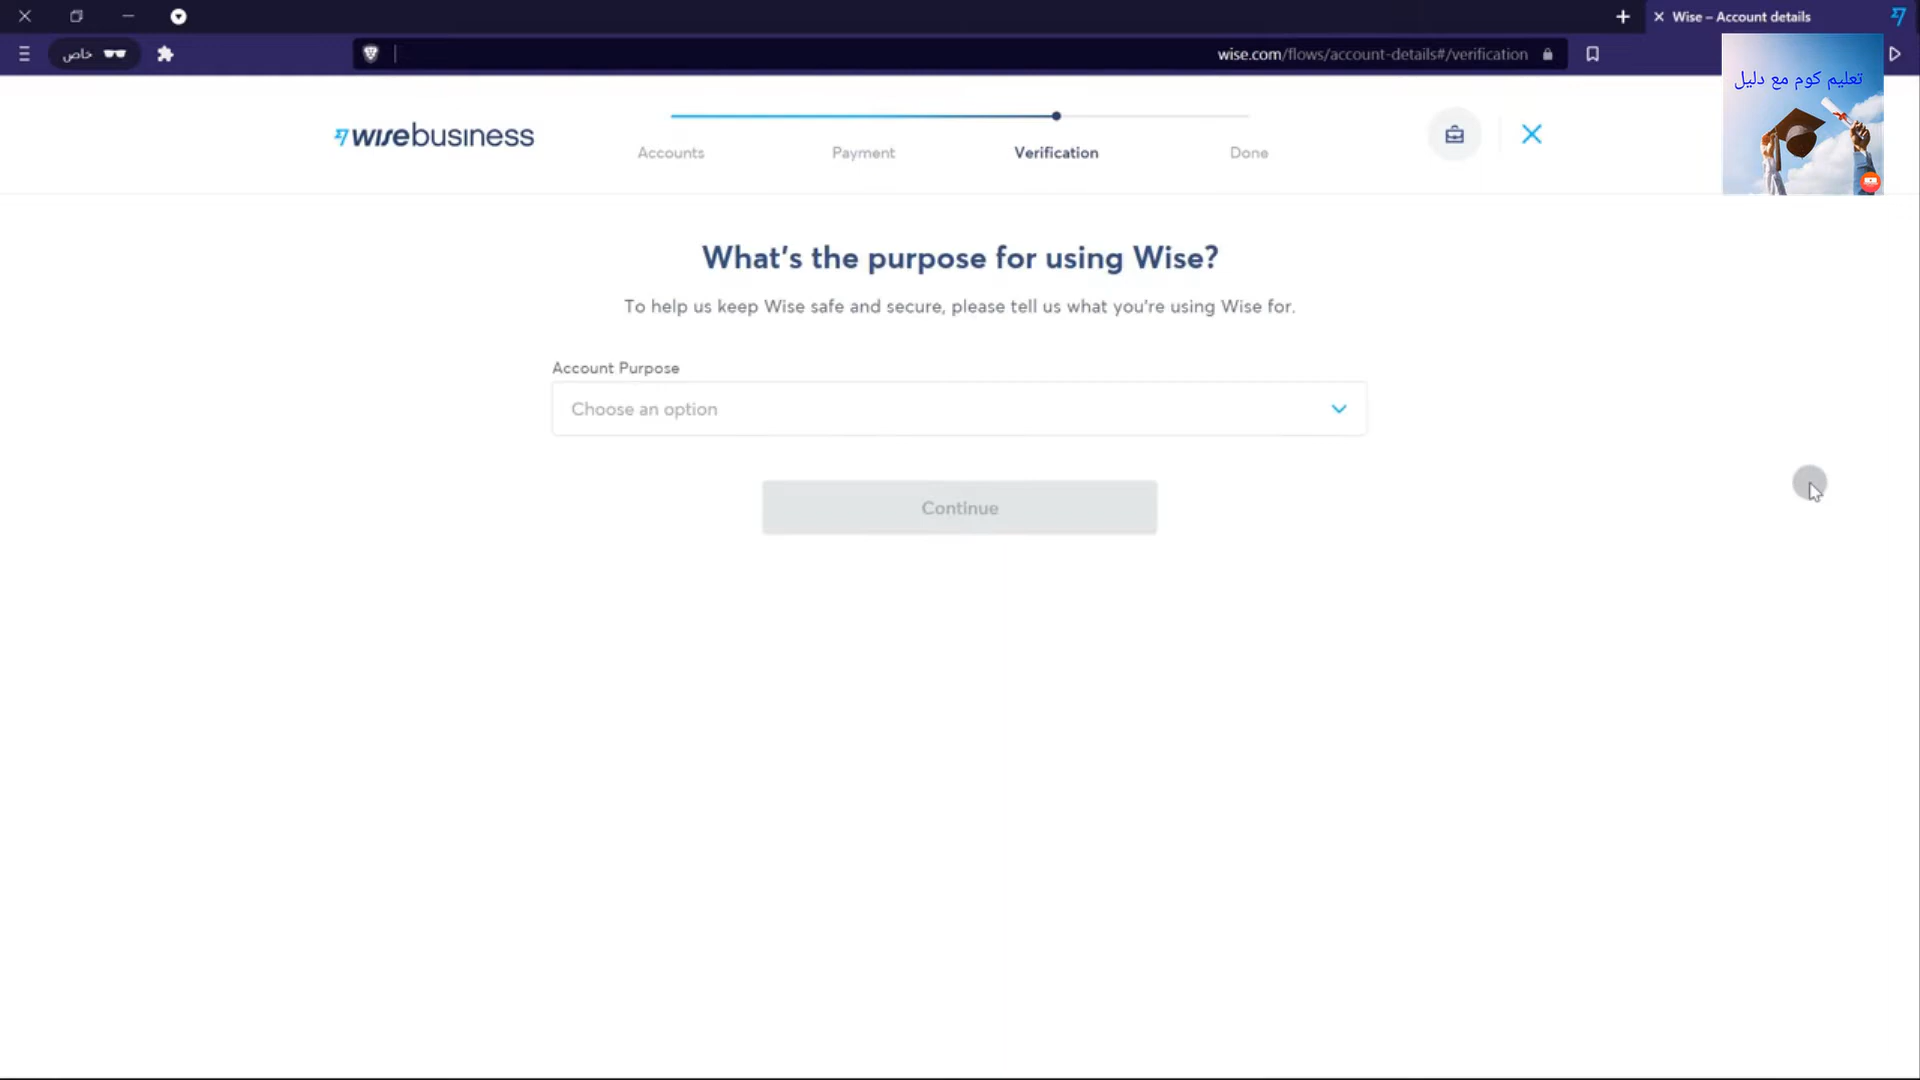 Wise – Account details
خاص
wise.com/flows/account-details#/verification
تعليم كوم مع دليل
wisebusiness
Accounts
Payment
Verification
Done
What's the purpose for using Wise?
To help us keep Wise safe and secure, please tell us what you're using Wise for.
Account Purpose
Choose an option
Continue